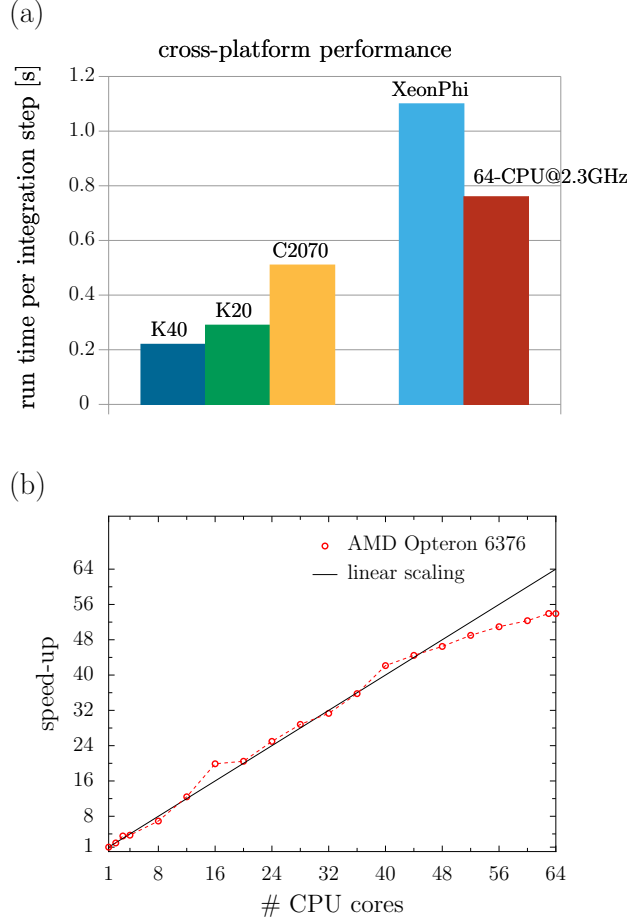 (a)
cross-platform performance
run time per integration step [s]
1.2
1.0
0.8
0.6
0.4
0.2
0
K40
K20
C2070
XeonPhi
64-CPU@2.3GHz
(b)
AMD Opteron 6376
linear scaling
speed-up
64
56
48
40
32
24
16
8
1
1 8 16 24 32 40 48 56 64
# CPU cores